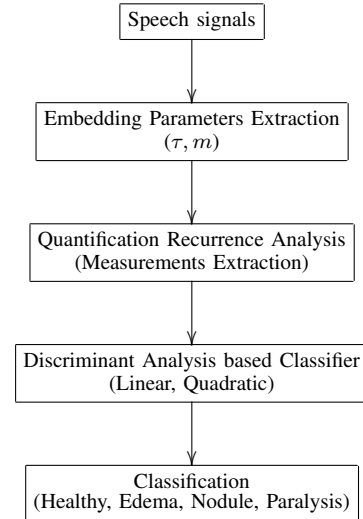 Speech signals
Embedding Parameters Extraction
(τ, m)
Quantification Recurrence Analysis
(Measurements Extraction)
Discriminant Analysis based Classifier
(Linear, Quadratic)
Classification
(Healthy, Edema, Nodule, Paralysis)